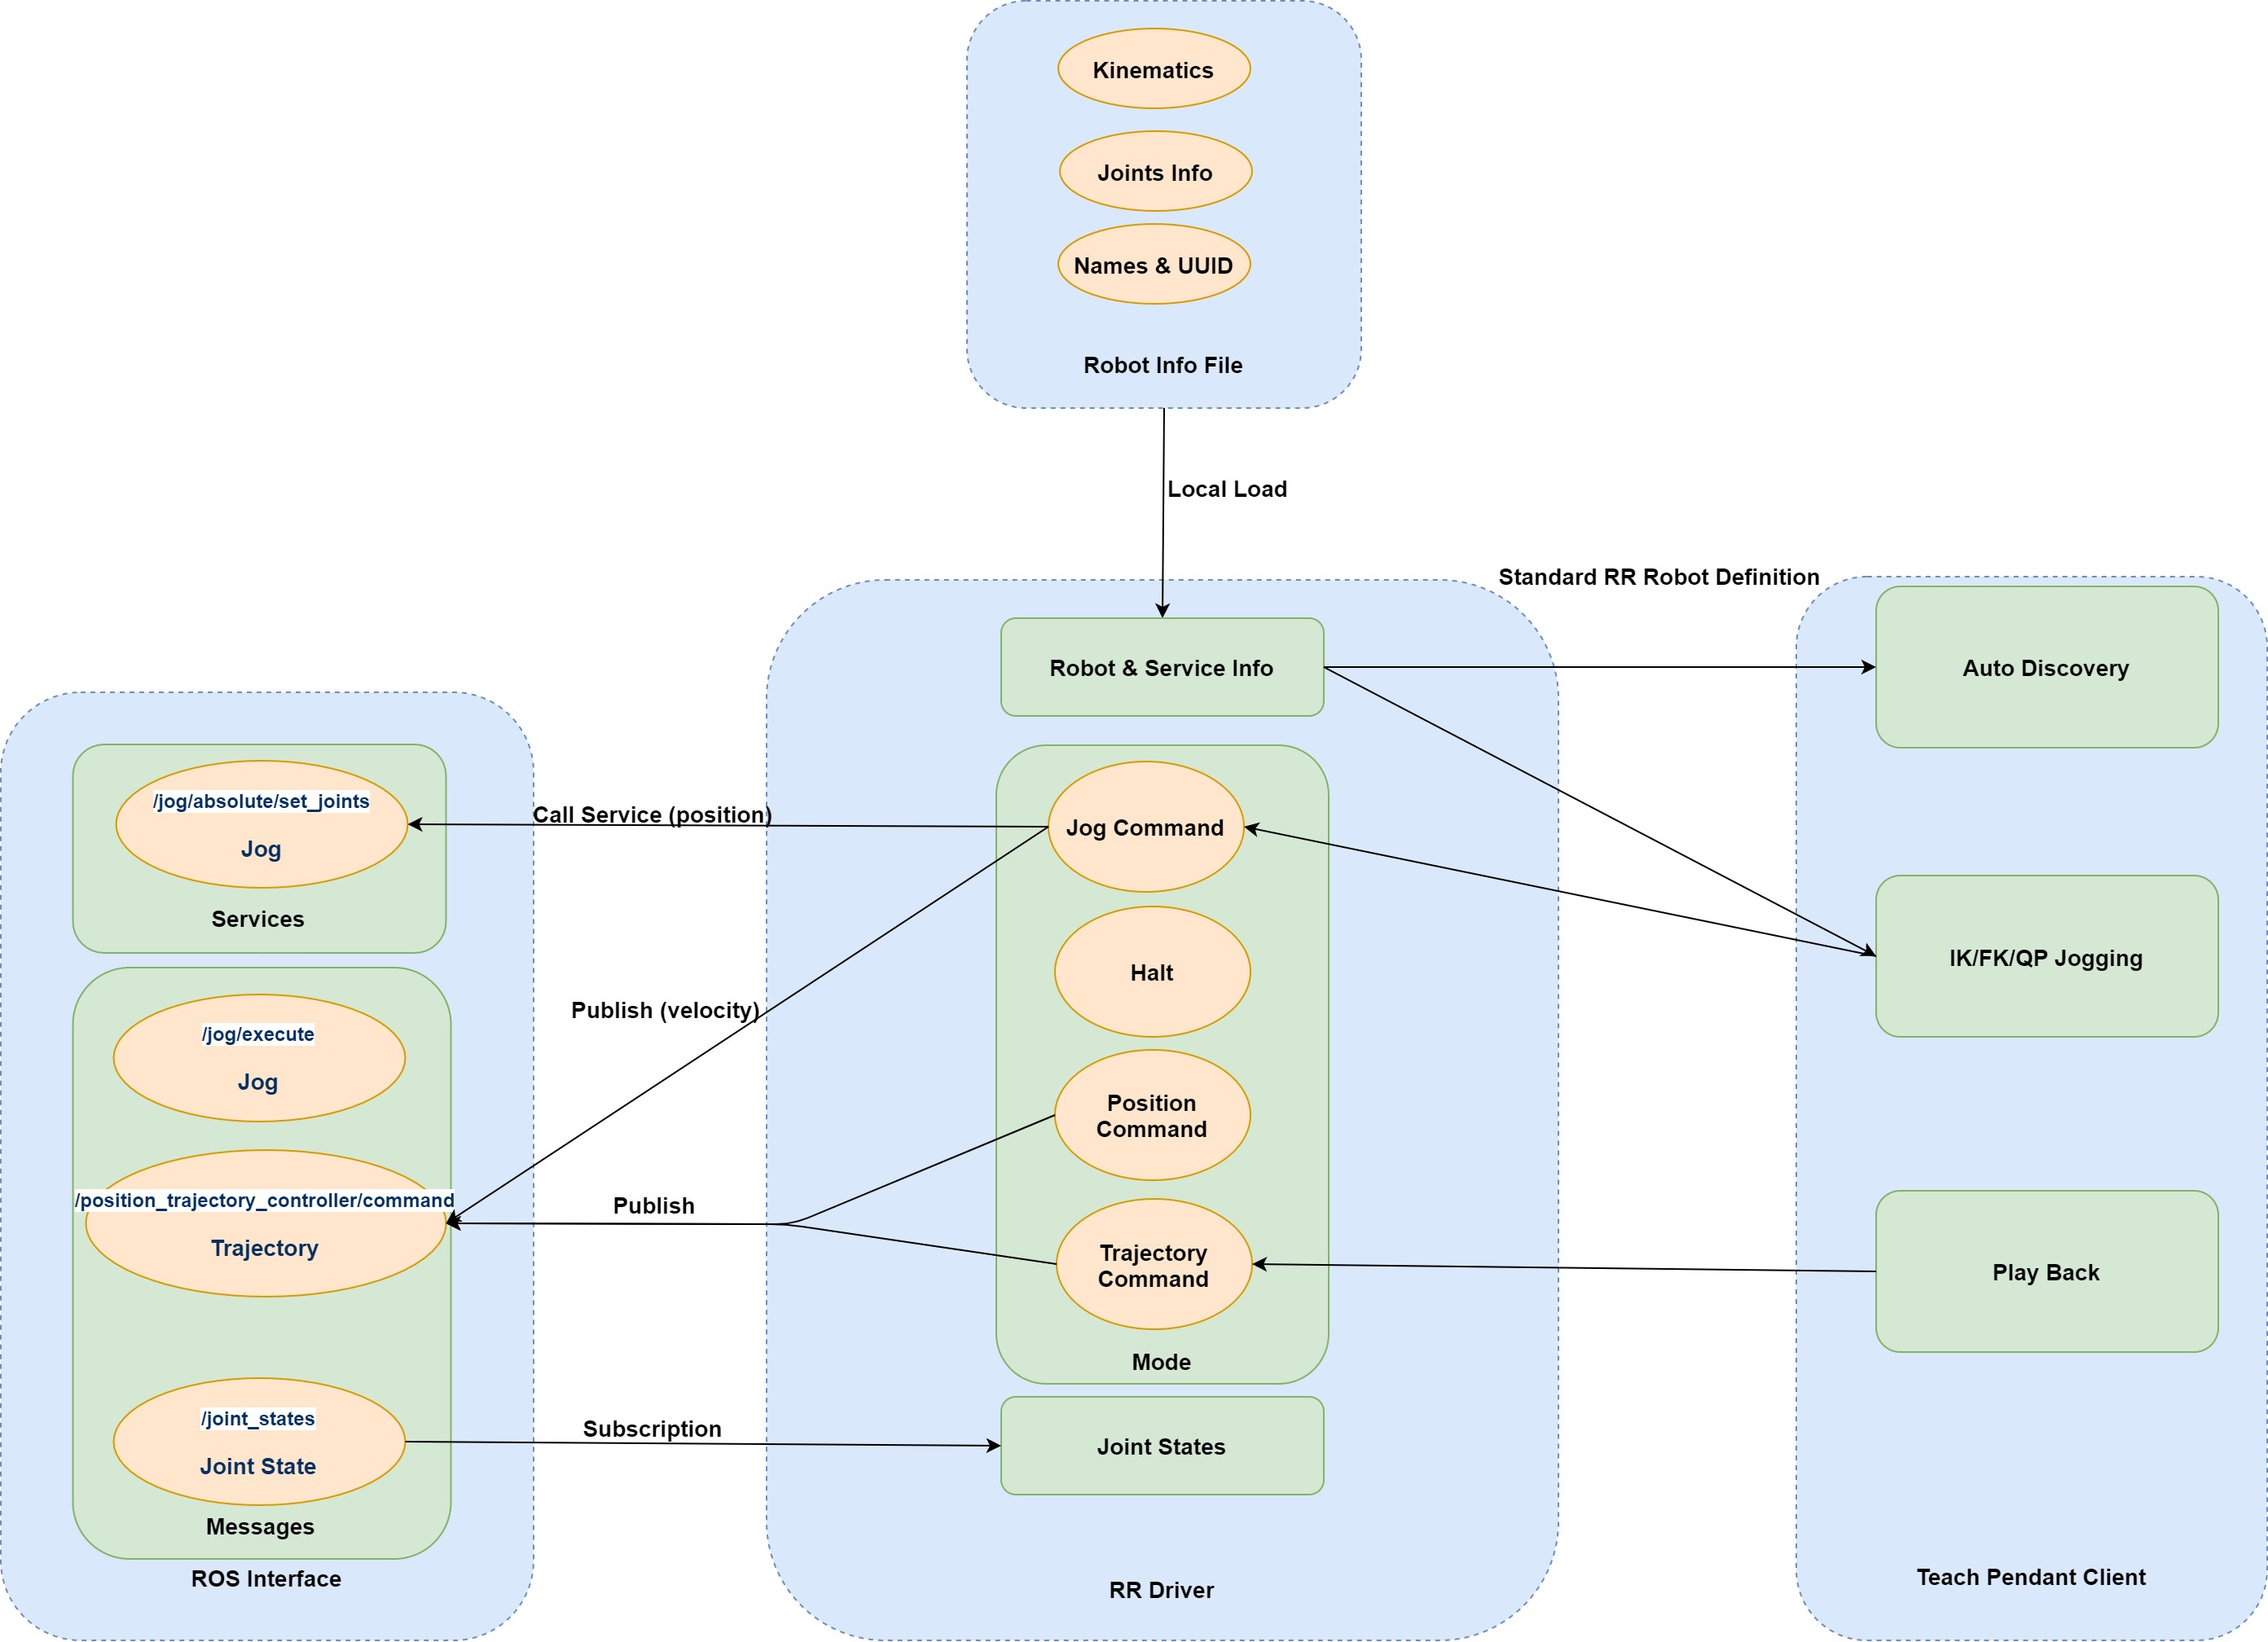 Kinematics
Joints Info
Names & UUID
Robot Info File
Local Load
Standard RR Robot Definition
Robot & Service Info
Auto Discovery
/jog/absolute/set_joints
Jog
Services
Call Service (position)
Jog Command
Halt
IK/FK/QP Jogging
Publish (velocity)
/jog/execute
Jog
Position
Command
/position_trajectory_controller/command
Trajectory
Publish
Trajectory
Command
Play Back
Mode
/joint_states
Joint State
Subscription
Joint States
Messages
ROS Interface
RR Driver
Teach Pendant Client